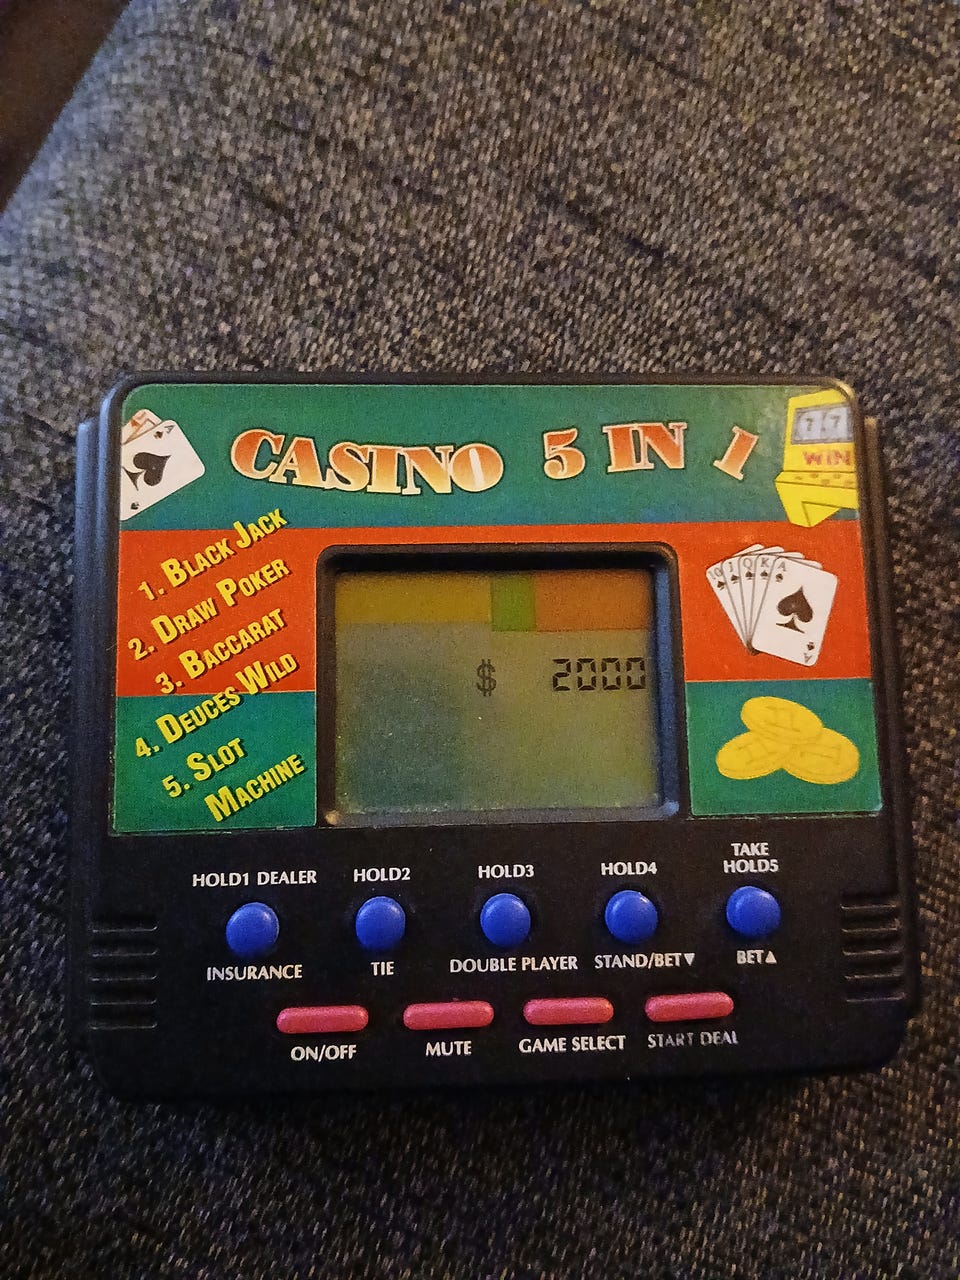 CASINO 5 IN 1
77
WIN
A
1. BLACK JACK
2. DRAW POKER
3. BACCARAT
4. DEUCES WILD
5. SLOT
MACHINE
10 J Q K A
A
$ 2000
HOLD1 DEALER HOLD2 HOLD3 HOLD4 TAKE
HOLD5
INSURANCE TIE DOUBLE PLAYER STAND/BET▼ BET▲
ON/OFF MUTE GAME SELECT START DEAL